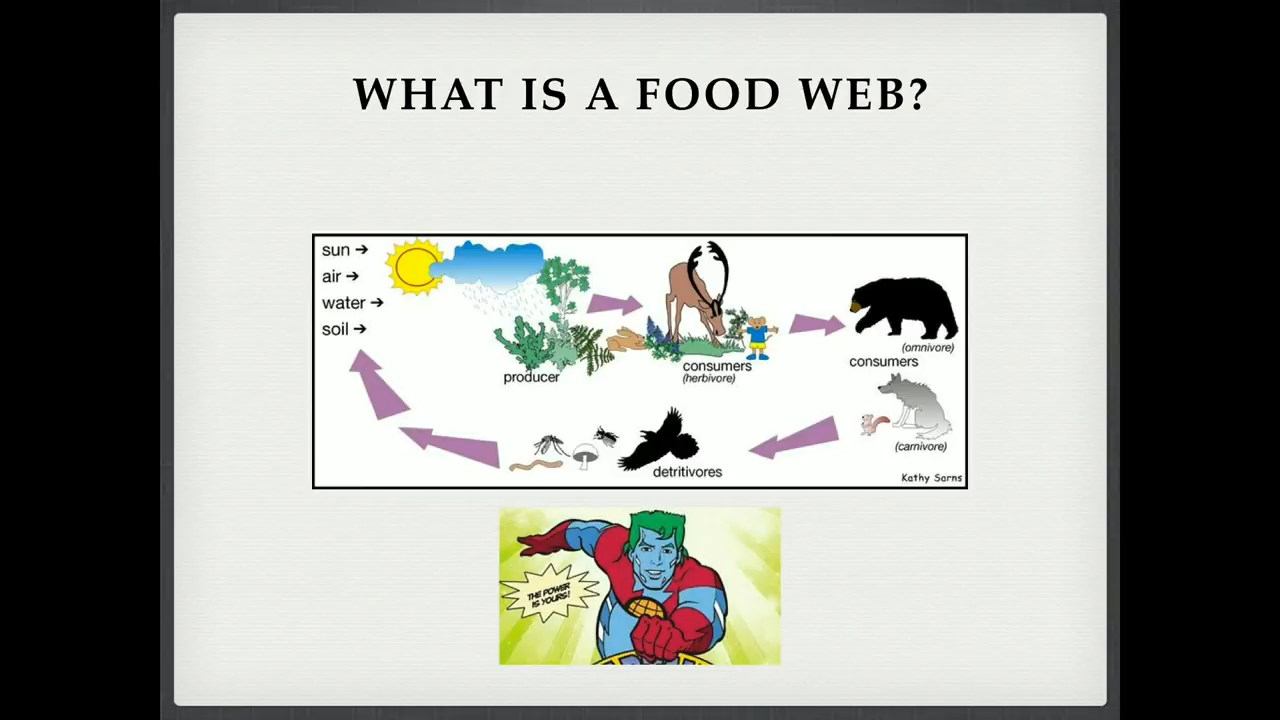 WHAT IS A FOOD WEB?
sun →
air →
water →
soil →
producer
consumers
(herbivore)
(omnivore)
consumers
(carnivore)
detritivores
Kathy Sarns
THE POWER
IS YOURS!